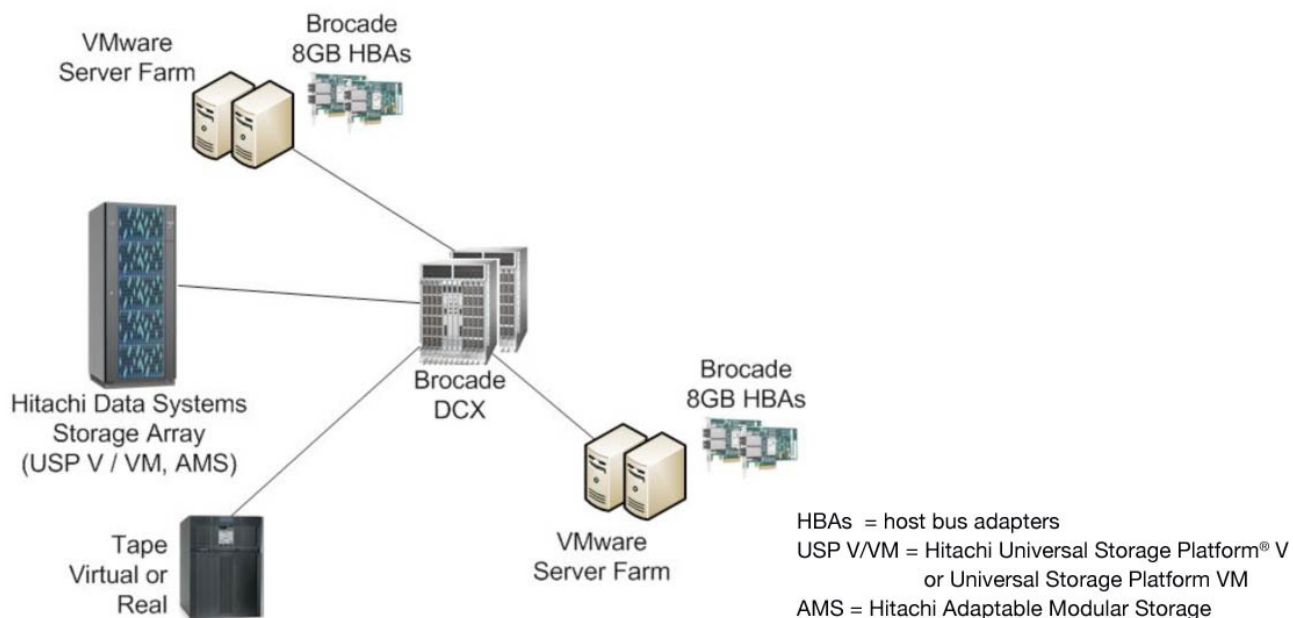 VMware
Server Farm
Brocade
8GB HBAs
Hitachi Data Systems
Storage Array
(USP V / VM, AMS)
Brocade
DCX
Brocade
8GB HBAs
Tape
Virtual or
Real
VMware
Server Farm
HBAs = host bus adapters
USP V/VM = Hitachi Universal Storage Platform® V
or Universal Storage Platform VM
AMS = Hitachi Adaptable Modular Storage